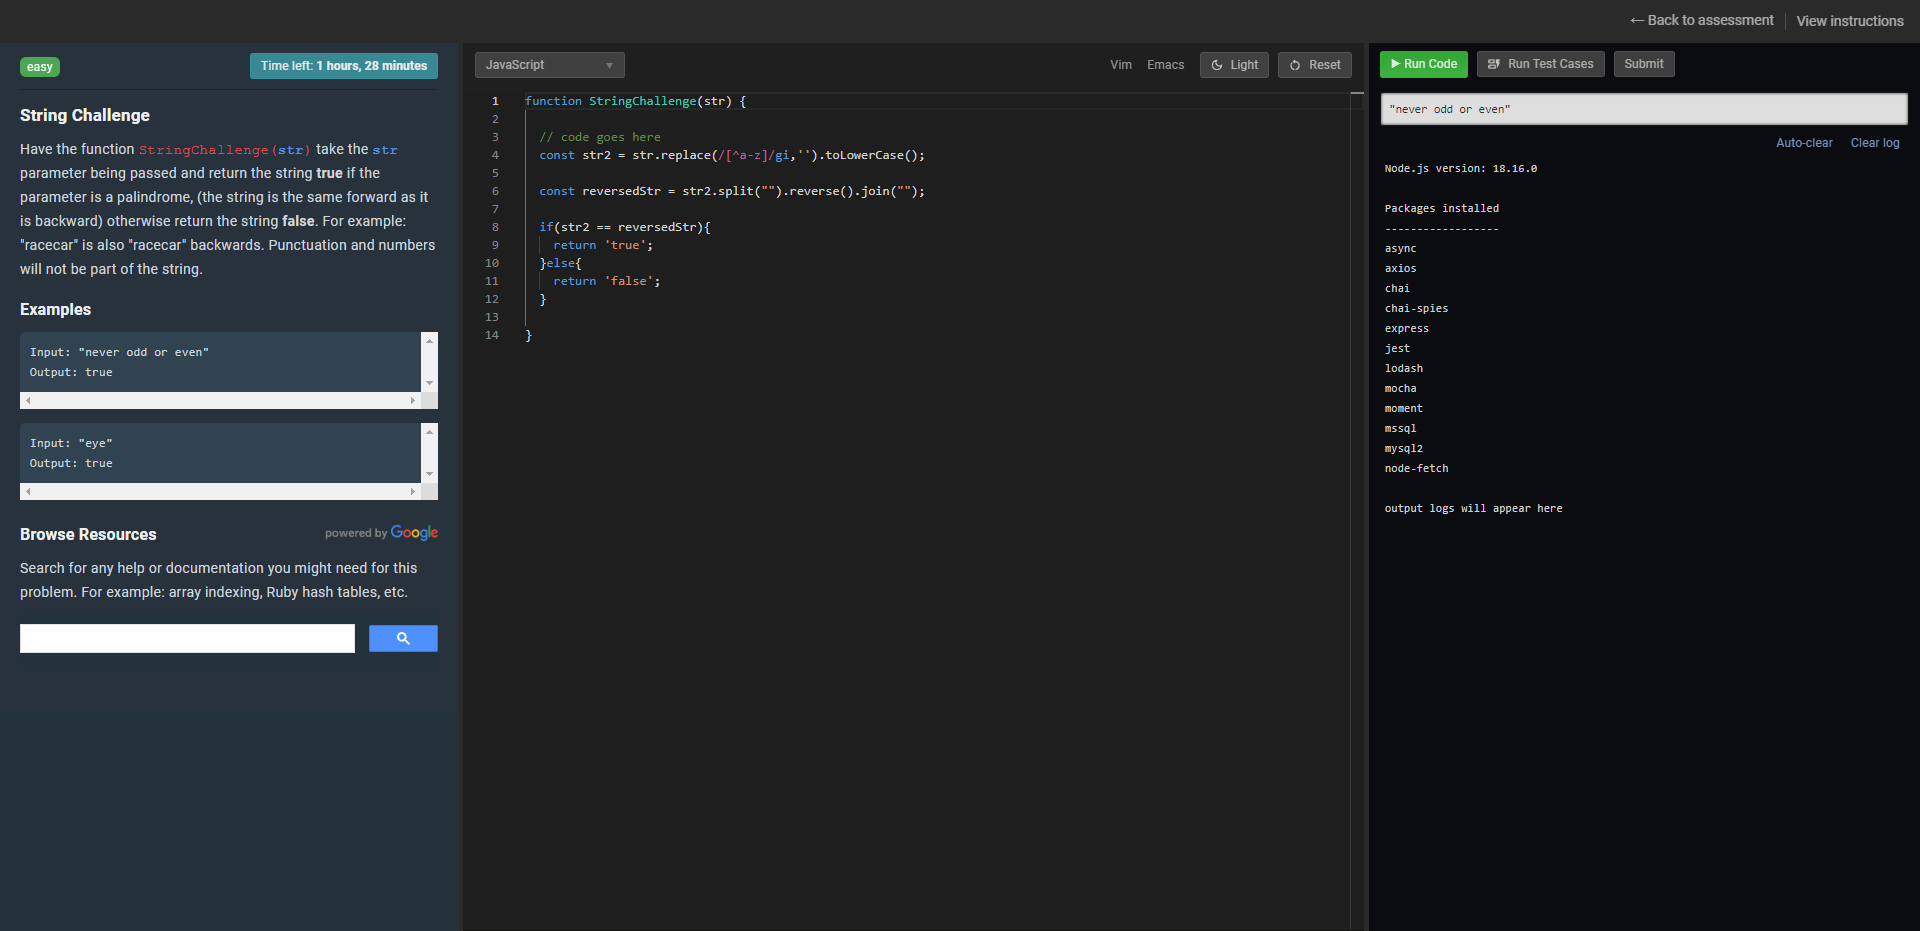 ← Back to assessment
View instructions
easy
Time left: 1 hours, 28 minutes
String Challenge
Have the function StringChallenge(str) take the str
parameter being passed and return the string true if the
parameter is a palindrome, (the string is the same forward as it
is backward) otherwise return the string false. For example:
"racecar" is also "racecar" backwards. Punctuation and numbers
will not be part of the string.
Examples
Input: "never odd or even"
Output: true
Input: "eye"
Output: true
Browse Resources
powered by Google
Search for any help or documentation you might need for this
problem. For example: array indexing, Ruby hash tables, etc.
JavaScript
Vim
Emacs
Light
Reset
1 function StringChallenge(str) {
2
3 // code goes here
4 const str2 = str.replace(/[^a-z]/gi,'').toLowerCase();
5
6 const reversedStr = str2.split("").reverse().join("");
7
8 if(str2 == reversedStr){
9 return 'true';
10 }else{
11 return 'false';
12 }
13
14 }
Run Code
Run Test Cases
Submit
"never odd or even"
Auto-clear
Clear log
Node.js version: 18.16.0
Packages installed
------------------
async
axios
chai
chai-spies
express
jest
lodash
mocha
moment
mssql
mysql2
node-fetch
output logs will appear here